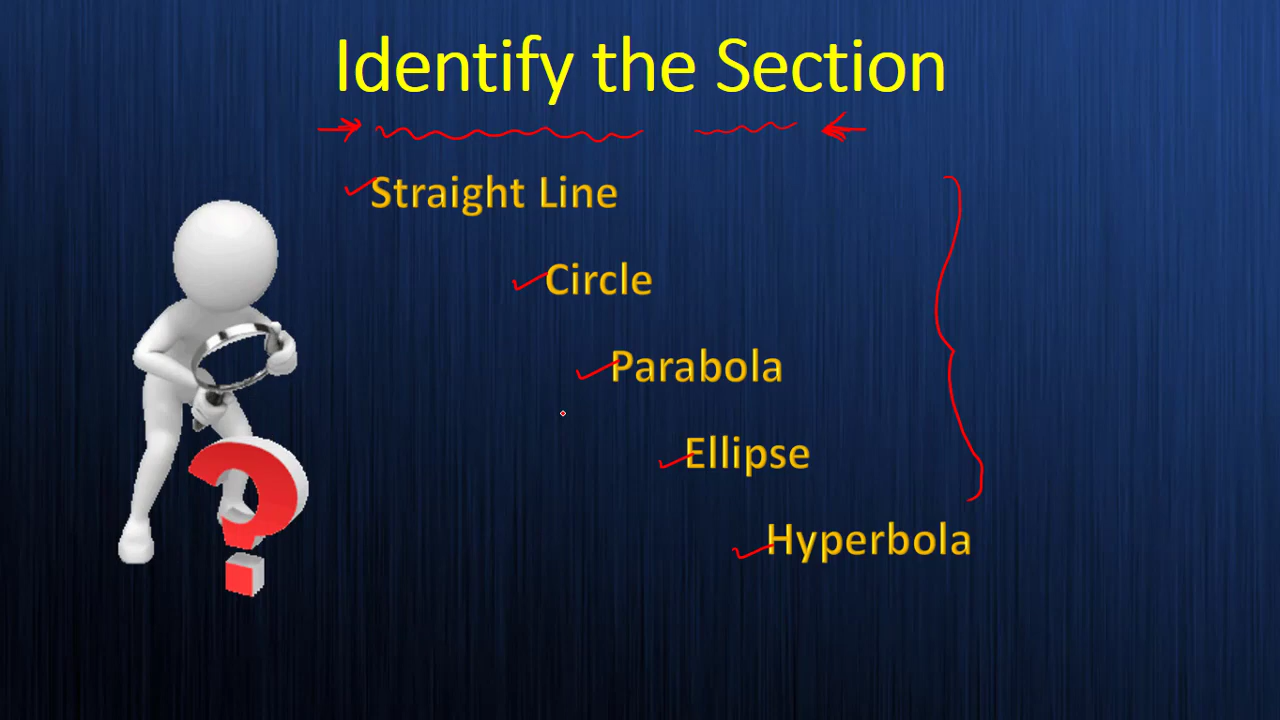 Identify the Section
Straight Line
Circle
Parabola
Ellipse
Hyperbola